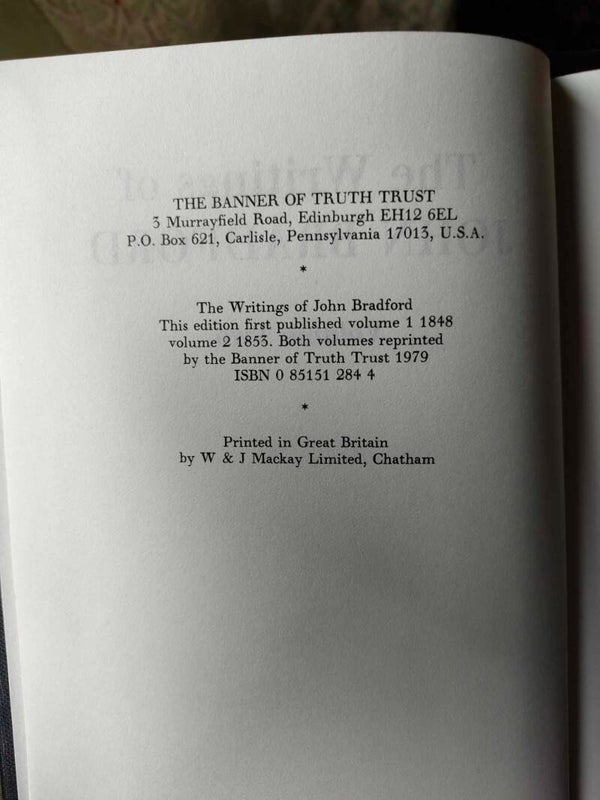 THE BANNER OF TRUTH TRUST
3 Murrayfield Road, Edinburgh EH12 6EL
P.O. Box 621, Carlisle, Pennsylvania 17013, U.S.A.
*
The Writings of John Bradford
This edition first published volume 1 1848
volume 2 1853. Both volumes reprinted
by the Banner of Truth Trust 1979
ISBN 0 85151 284 4
*
Printed in Great Britain
by W & J Mackay Limited, Chatham